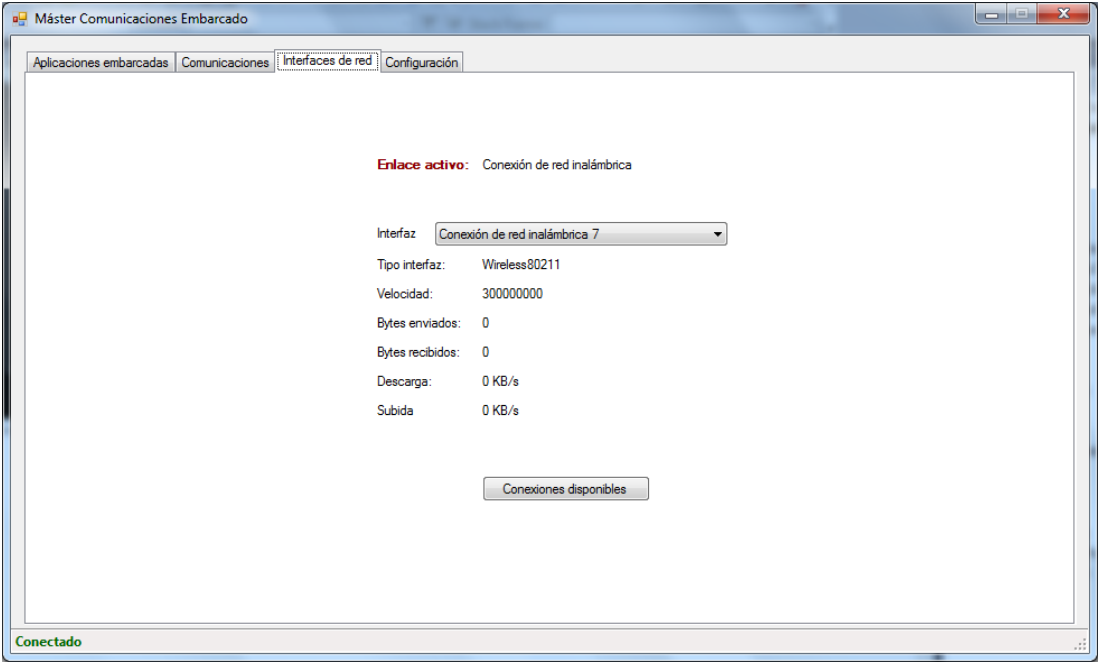 Máster Comunicaciones Embarcado
Aplicaciones embarcadas Comunicaciones Interfaces de red Configuración
Enlace activo: Conexión de red inalámbrica
Interfaz Conexión de red inalámbrica 7
Tipo interfaz: Wireless80211
Velocidad: 300000000
Bytes enviados: 0
Bytes recibidos: 0
Descarga: 0 KB/s
Subida 0 KB/s
Conexiones disponibles
Conectado